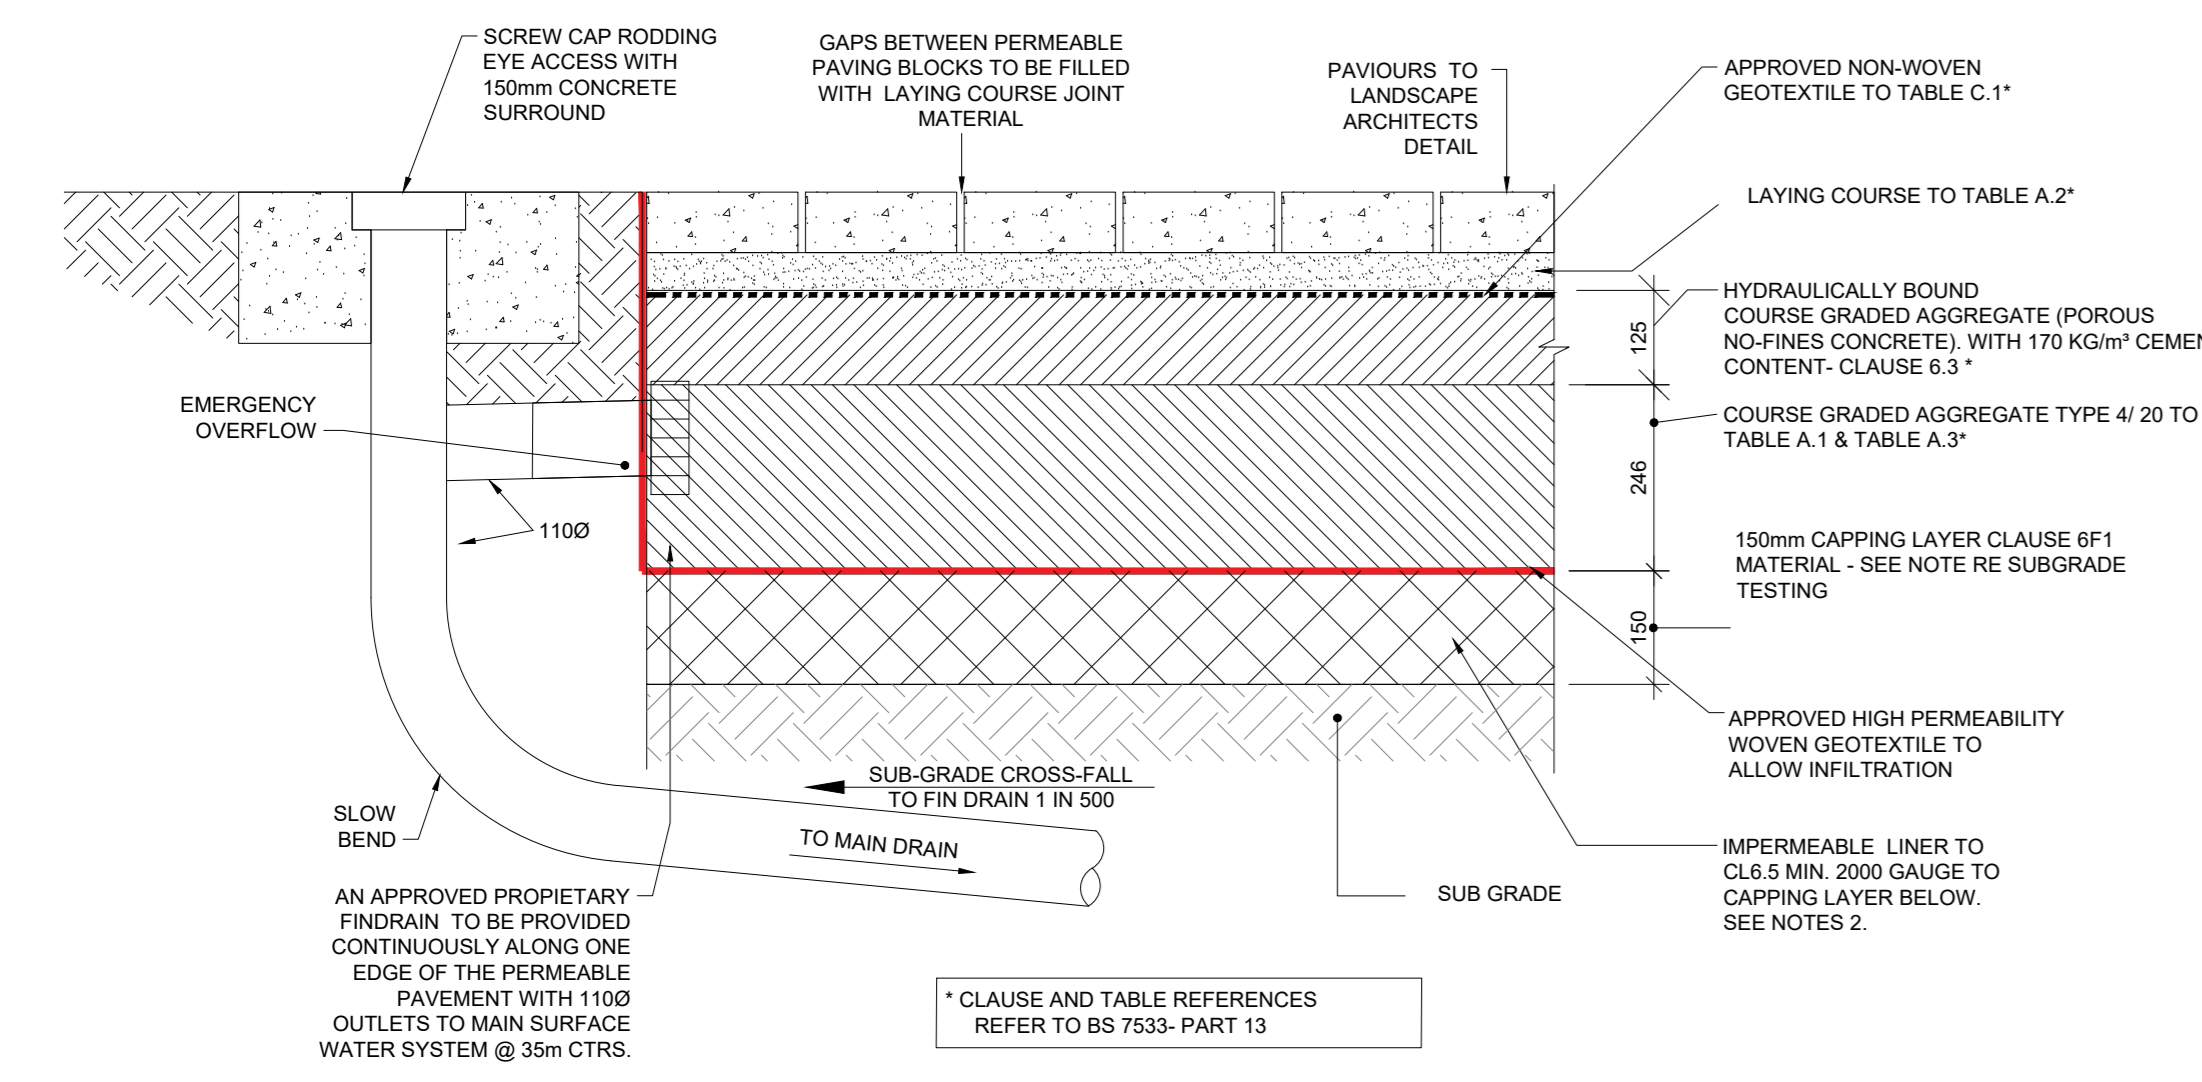 SCREW CAP RODDING
EYE ACCESS WITH
150mm CONCRETE
SURROUND
GAPS BETWEEN PERMEABLE
PAVING BLOCKS TO BE FILLED
WITH LAYING COURSE JOINT
MATERIAL
PAVIOURS TO
LANDSCAPE
ARCHITECTS
DETAIL
APPROVED NON-WOVEN
GEOTEXTILE TO TABLE C.1*
LAYING COURSE TO TABLE A.2*
HYDRAULICALLY BOUND
COURSE GRADED AGGREGATE (POROUS
NO-FINES CONCRETE). WITH 170 KG/m³ CEMEN
CONTENT- CLAUSE 6.3 *
125
COURSE GRADED AGGREGATE TYPE 4/ 20 TO
TABLE A.1 & TABLE A.3*
246
EMERGENCY
OVERFLOW
110Ø
150mm CAPPING LAYER CLAUSE 6F1
MATERIAL - SEE NOTE RE SUBGRADE
TESTING
150
APPROVED HIGH PERMEABILITY
WOVEN GEOTEXTILE TO
ALLOW INFILTRATION
SUB-GRADE CROSS-FALL
TO FIN DRAIN 1 IN 500
SLOW
BEND
TO MAIN DRAIN
IMPERMEABLE LINER TO
CL6.5 MIN. 2000 GAUGE TO
CAPPING LAYER BELOW.
SEE NOTES 2.
SUB GRADE
AN APPROVED PROPIETARY
FINDRAIN TO BE PROVIDED
CONTINUOUSLY ALONG ONE
EDGE OF THE PERMEABLE
PAVEMENT WITH 110Ø
OUTLETS TO MAIN SURFACE
WATER SYSTEM @ 35m CTRS.
* CLAUSE AND TABLE REFERENCES
REFER TO BS 7533- PART 13